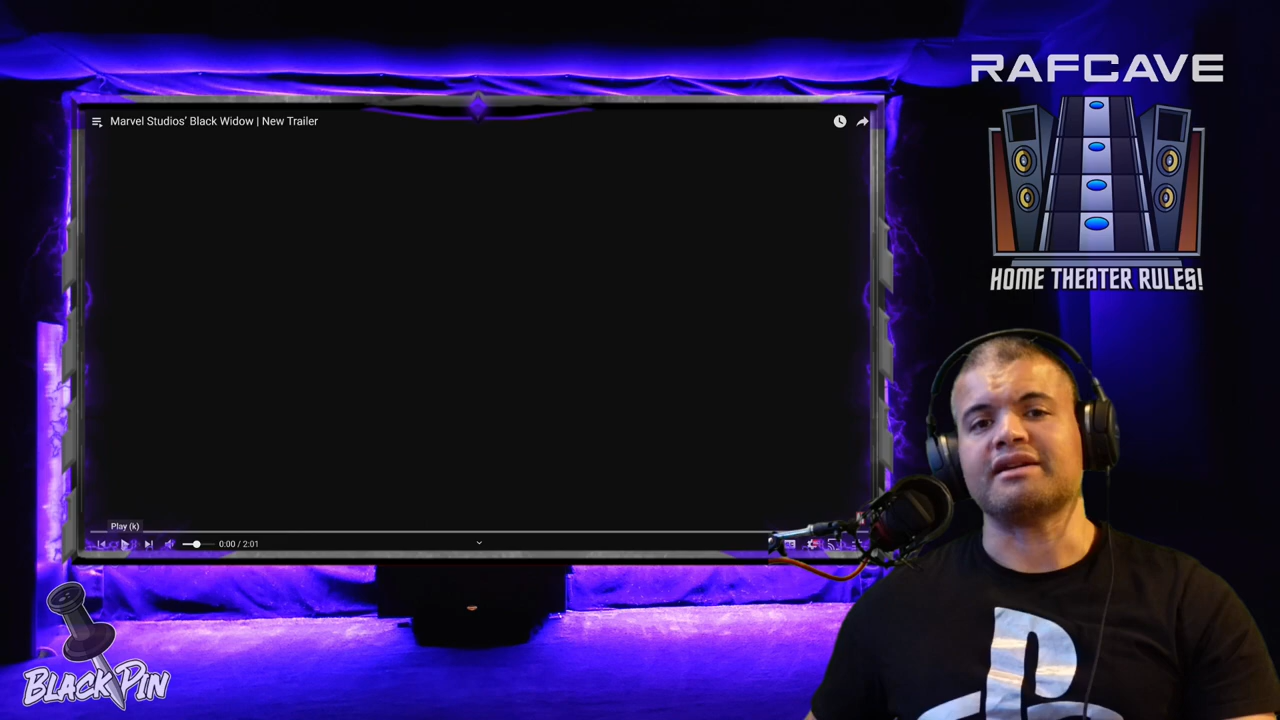 RAFCAVE
Marvel Studios' Black Widow | New Trailer
HOME THEATER RULES!
Play (k)
0:00 / 2:01
BLACK PIN